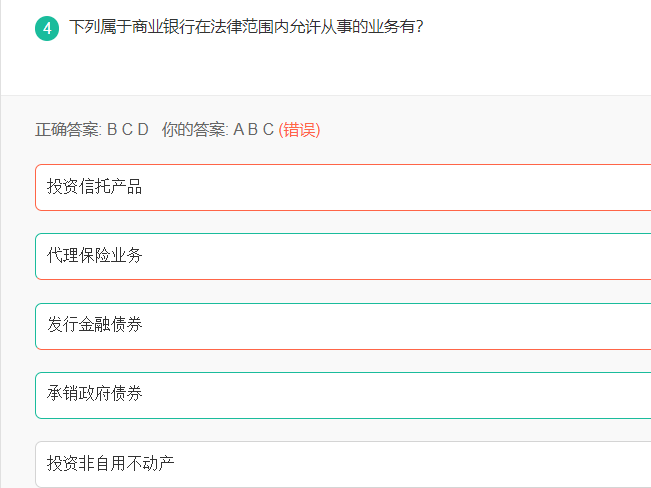 4 下列属于商业银行在法律范围内允许从事的业务有?
正确答案: B C D 你的答案: A B C (错误)
投资信托产品
代理保险业务
发行金融债券
承销政府债券
投资非自用不动产